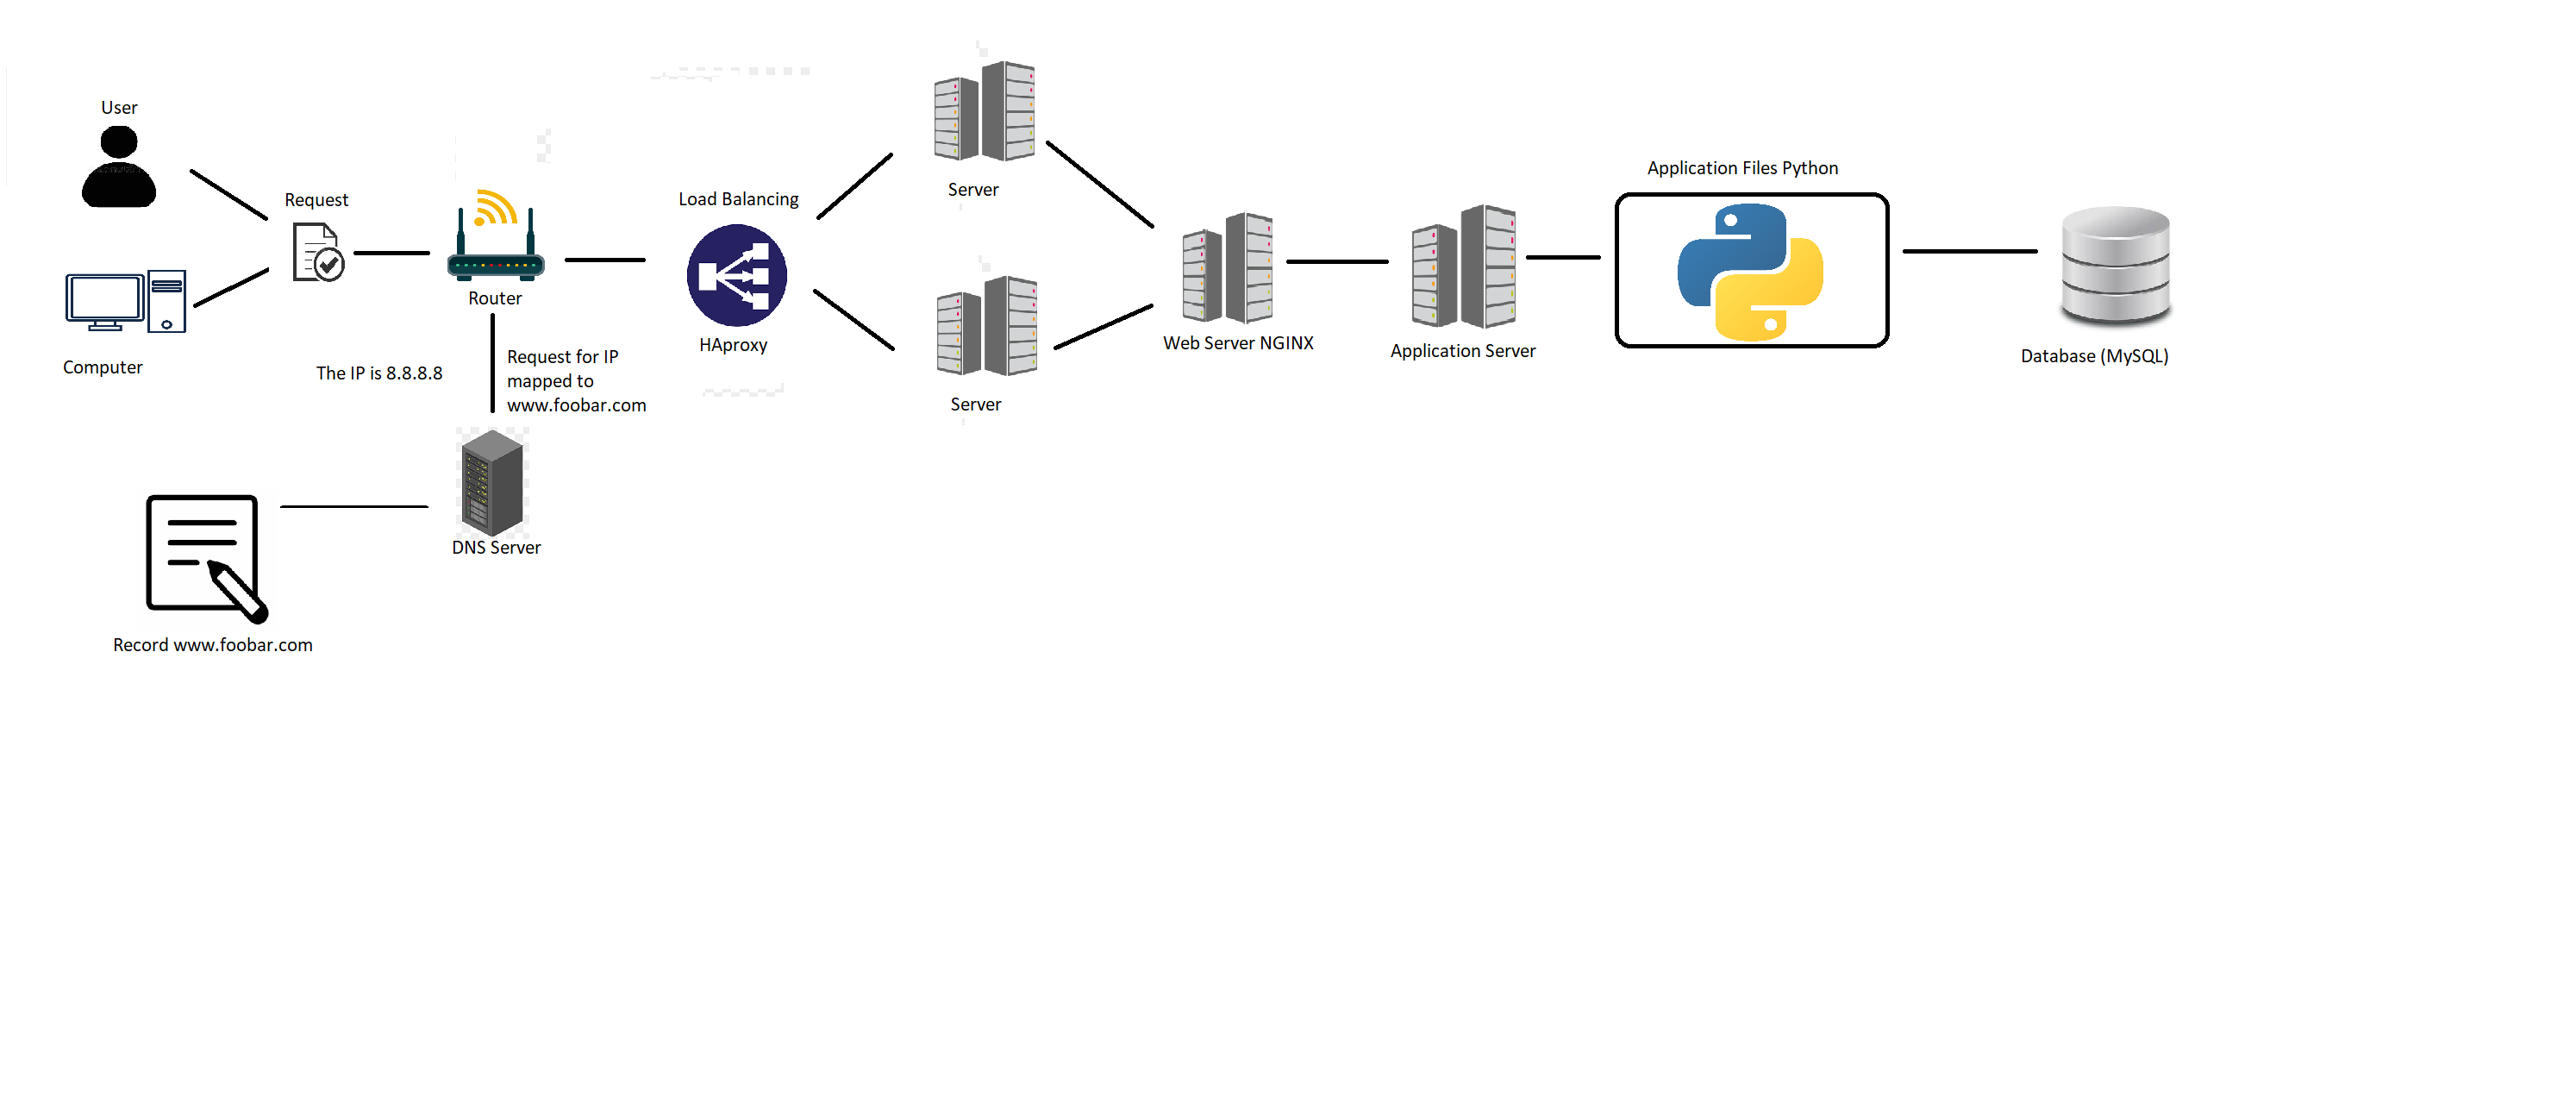 User
Request
Computer
The IP is 8.8.8.8
Router
Request for IP
mapped to
www.foobar.com
DNS Server
Record www.foobar.com
Load Balancing
HAproxy
Server
Server
Web Server NGINX
Application Server
Application Files Python
Database (MySQL)